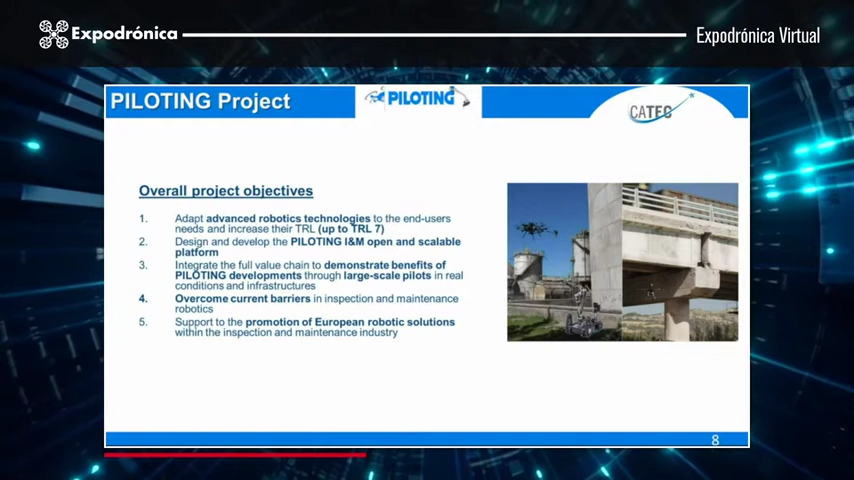 Expodrónica
Expodrónica Virtual
PILOTING Project
PILOTING
CATEC
Overall project objectives
1. Adapt advanced robotics technologies to the end-users
needs and increase their TRL (up to TRL 7)
2. Design and develop the PILOTING I&M open and scalable
platform
3. Integrate the full value chain to demonstrate benefits of
PILOTING developments through large-scale pilots in real
conditions and infrastructures
4. Overcome current barriers in inspection and maintenance
robotics
5. Support to the promotion of European robotic solutions
within the inspection and maintenance industry
8